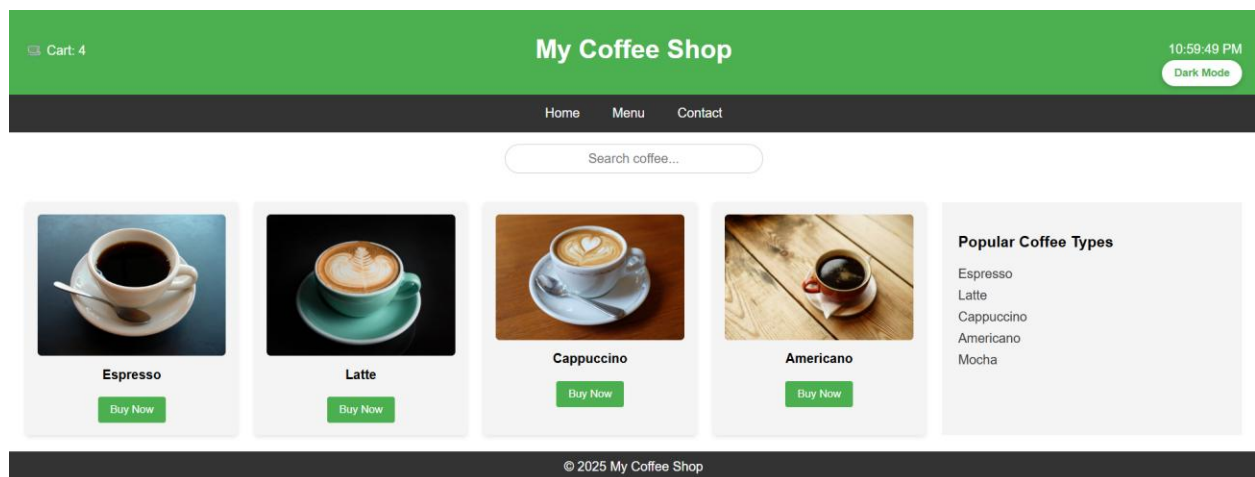 Cart: 4
My Coffee Shop
10:59:49 PM
Dark Mode
Home Menu Contact
Search coffee...
Espresso
Buy Now
Latte
Buy Now
Cappuccino
Buy Now
Americano
Buy Now
Popular Coffee Types
Espresso
Latte
Cappuccino
Americano
Mocha
© 2025 My Coffee Shop